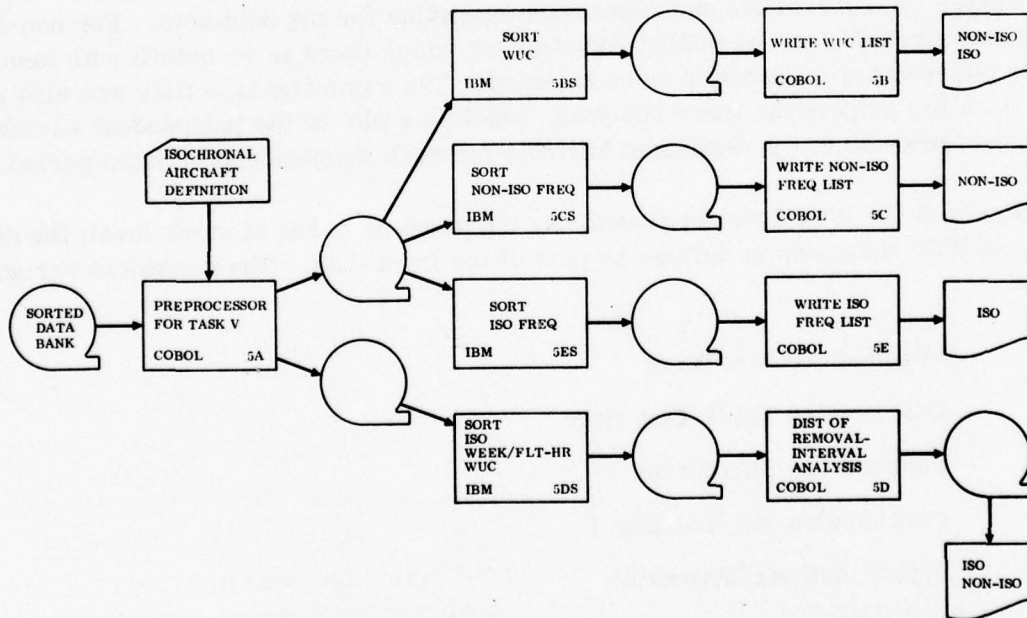 SORT
WUC
IBM 5BS
WRITE WUC LIST
COBOL 5B
NON-ISO
ISO
ISOCHRONAL
AIRCRAFT
DEFINITION
SORT
NON-ISO FREQ
IBM 5CS
WRITE NON-ISO
FREQ LIST
COBOL 5C
NON-ISO
SORTED
DATA
BANK
PREPROCESSOR
FOR TASK V
COBOL 5A
SORT
ISO FREQ
IBM 5ES
WRITE ISO
FREQ LIST
COBOL 5E
ISO
SORT
ISO
WEEK/FLT-HR
WUC
IBM 5DS
DIST OF
REMOVAL-
INTERVAL
ANALYSIS
COBOL 5D
ISO
NON-ISO